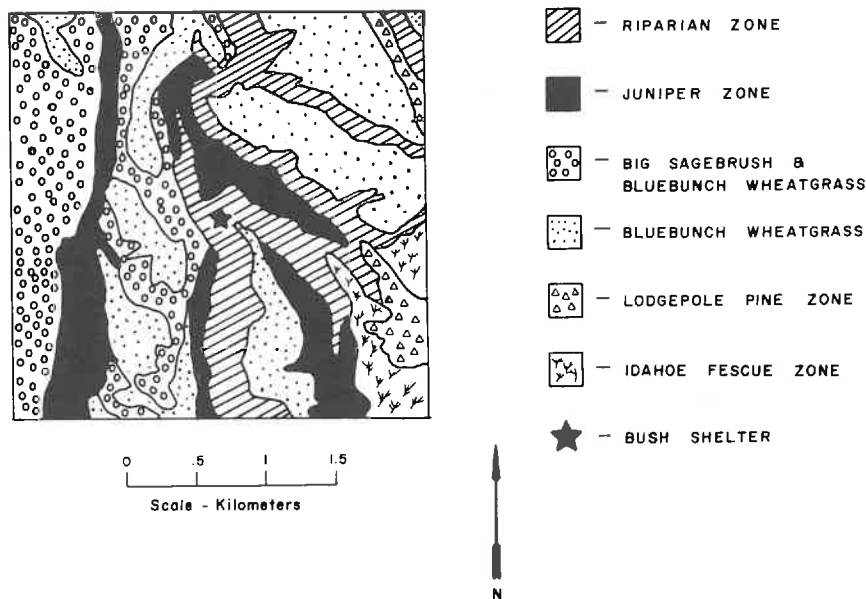 — RIPARIAN ZONE
— JUNIPER ZONE
— BIG SAGEBRUSH &
BLUEBUNCH WHEATGRASS
— BLUEBUNCH WHEATGRASS
— LODGEPOLE PINE ZONE
— IDAHOE FESCUE ZONE
— BUSH SHELTER
0 .5 1 1.5
Scale - Kilometers
N